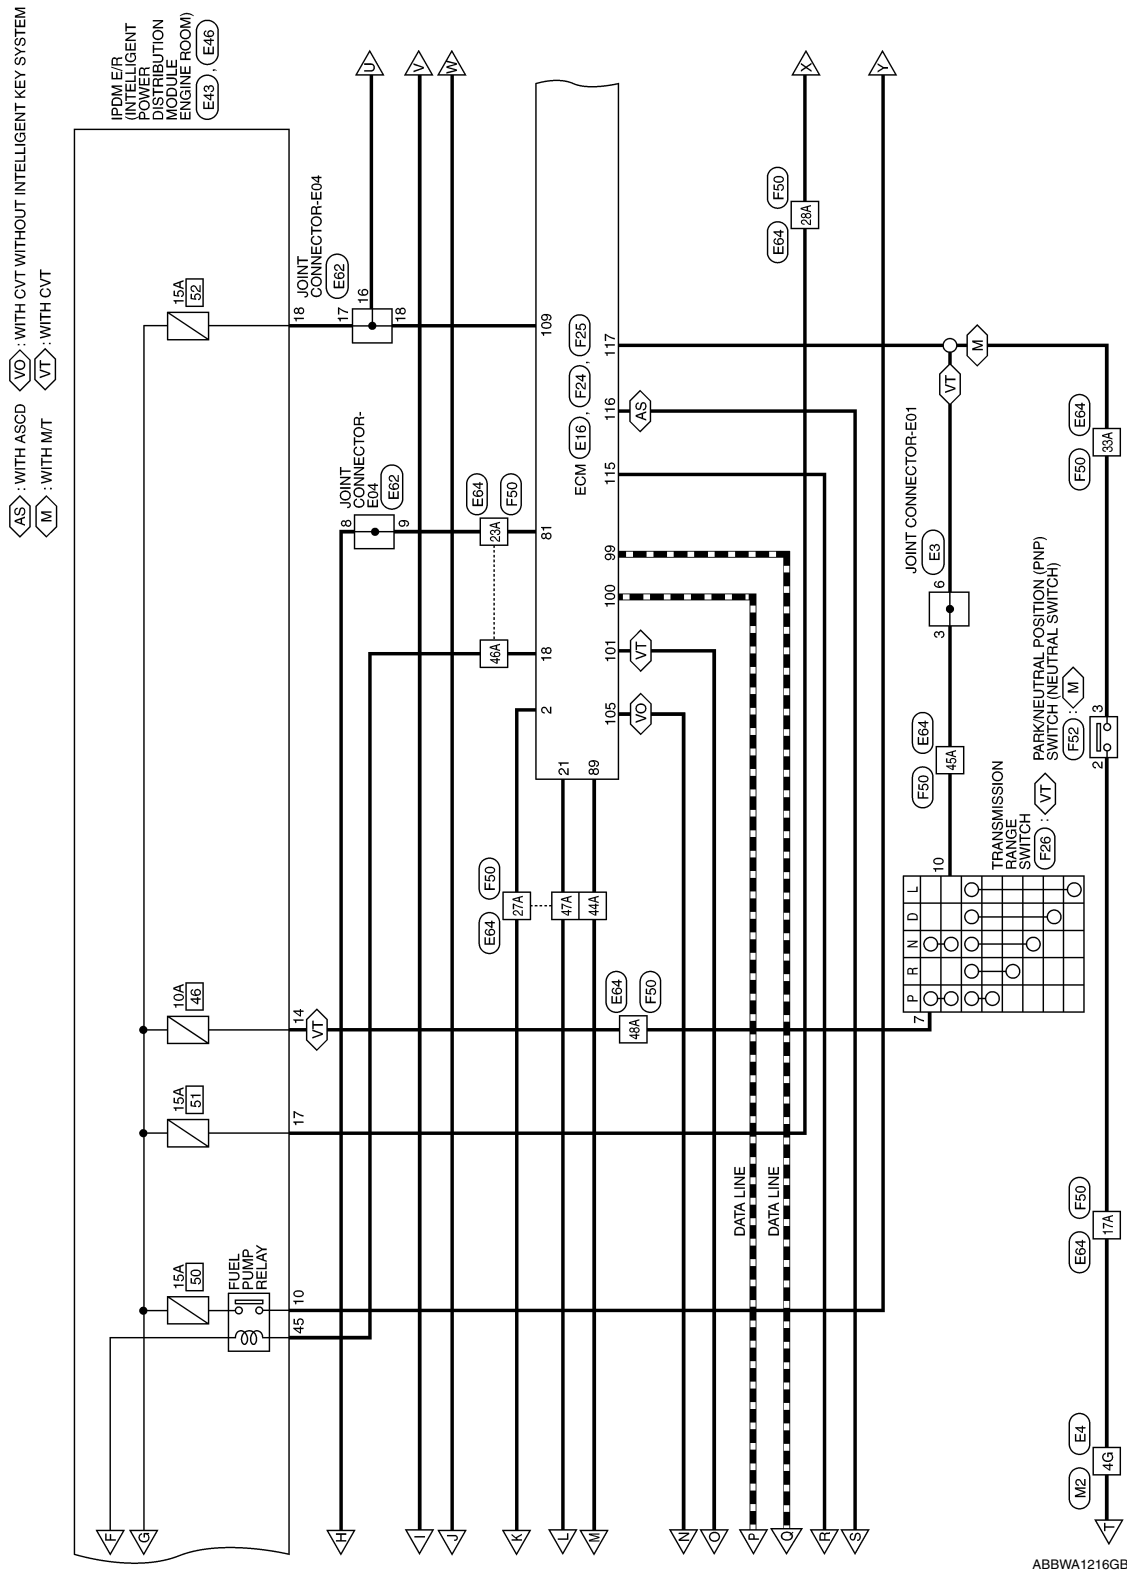 AS : WITH ASCD
VO : WITH CVT WITHOUT INTELLIGENT KEY SYSTEM
M : WITH M/T
VT : WITH CVT
IPDM E/R
(INTELLIGENT
POWER
DISTRIBUTION
MODULE
ENGINE ROOM)
E43 , E46
15A
50
FUEL
PUMP
RELAY
45
10
15A
51
17
10A
46
14
VT
15A
52
18
JOINT
CONNECTOR-E04
E62
17
16
18
JOINT
CONNECTOR-
E04
E62
8
9
E64
F50
23A
46A
109
81
18
2
21
89
ECM E16 , F24 , F25
117
116
AS
115
99
100
101
VT
105
VO
E64
F50
27A
47A
44A
E64
F50
48A
E64
F50
28A
DATA LINE
DATA LINE
M
VT
JOINT CONNECTOR-E01
E3
6
3
F50
E64
45A
10
7
P
R
N
D
L
TRANSMISSION
RANGE
SWITCH
F26 : VT
PARK/NEUTRAL POSITION (PNP)
SWITCH (NEUTRAL SWITCH)
F52 : M
2
3
F50
E64
33A
E64
F50
17A
M2
E4
4G
F
G
H
I
J
K
L
M
N
O
P
Q
R
S
T
U
V
W
X
Y
ABBWA1216GB